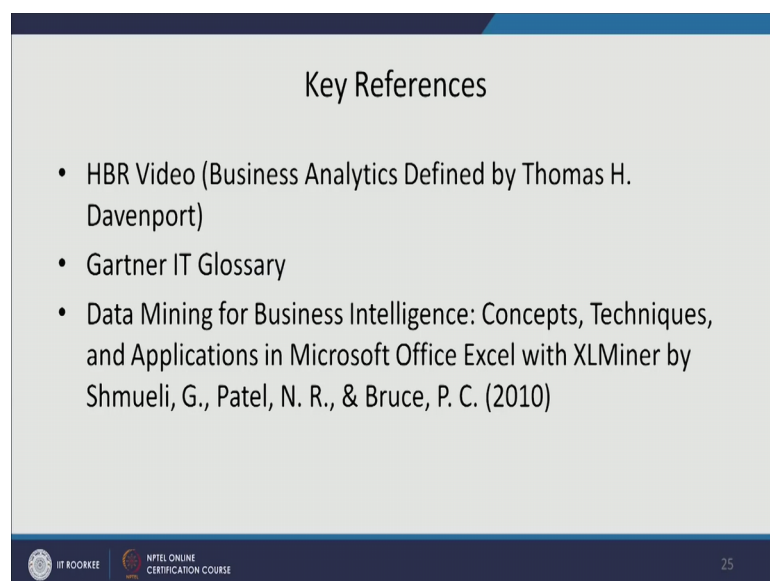 Key References
• HBR Video (Business Analytics Defined by Thomas H.
Davenport)
• Gartner IT Glossary
• Data Mining for Business Intelligence: Concepts, Techniques,
and Applications in Microsoft Office Excel with XLMiner by
Shmueli, G., Patel, N. R., & Bruce, P. C. (2010)
IIT ROORKEE
NPTEL ONLINE
CERTIFICATION COURSE
25